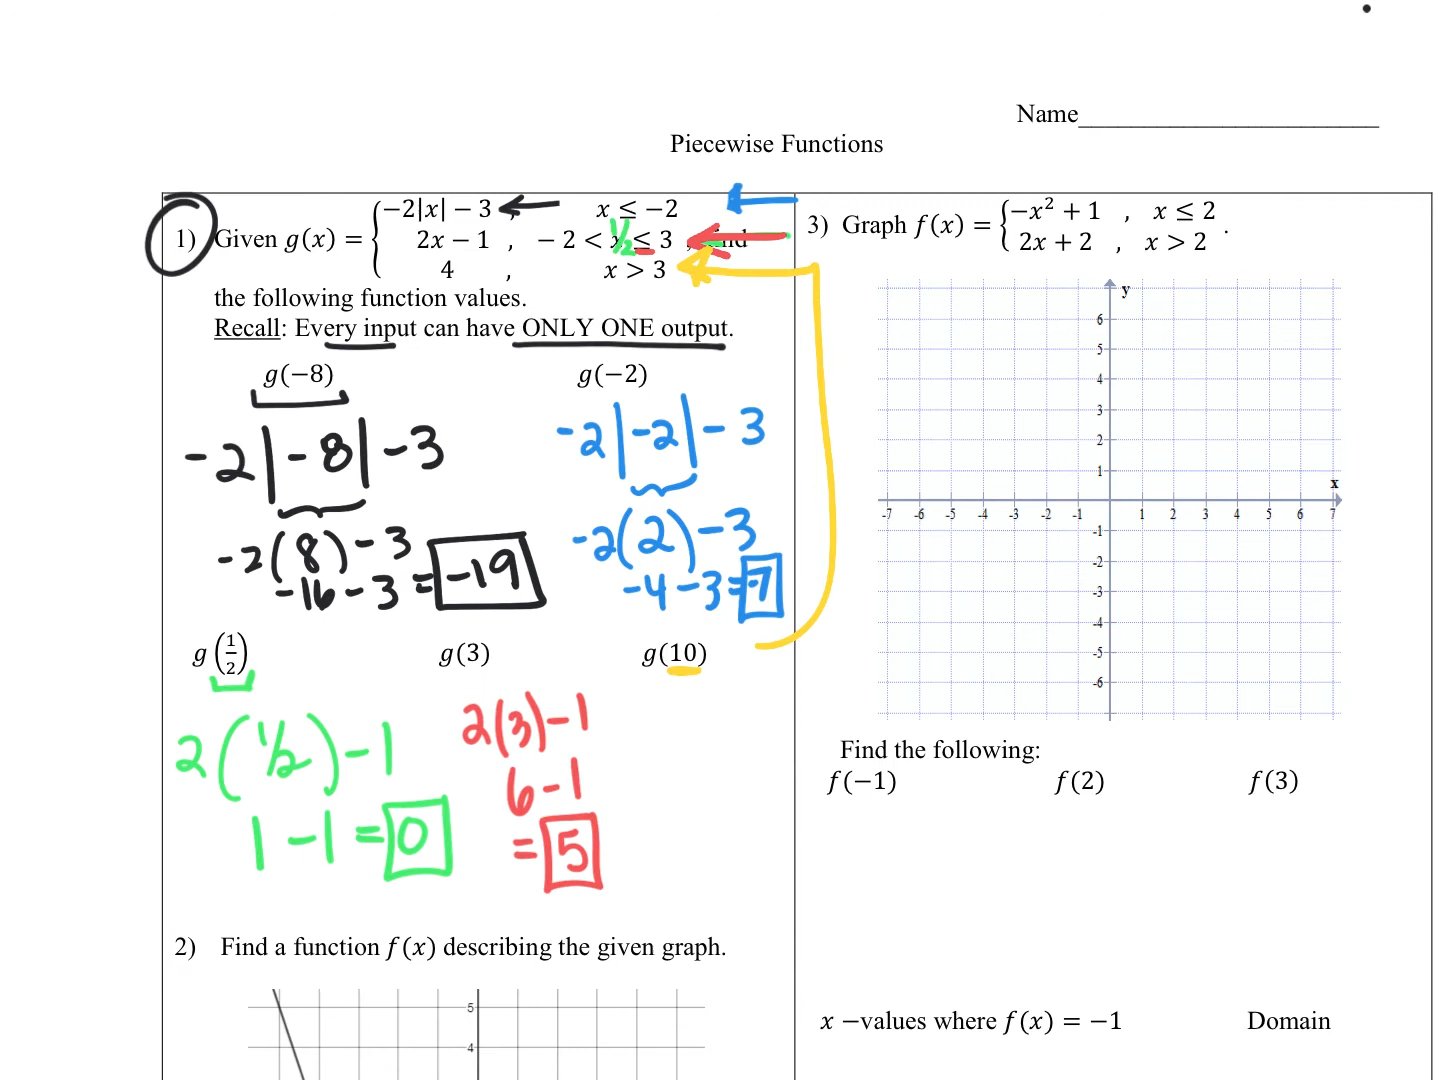 Name________________________
Piecewise Functions
1) Given g(x) = { −2|x| − 3 , x ≤ −2
2x − 1 , − 2 < x ≤ 3 , find
1/2
4 , x > 3
the following function values.
Recall: Every input can have ONLY ONE output.
g(−8) g(−2)
-2|-8|-3
-2(8)-3
-16-3 = -19
-2|-2|-3
-2(2)-3
-4-3=-7
g(1/2) g(3) g(10)
2(1/2)-1
1-1=0
2(3)-1
6-1
=5
2) Find a function f(x) describing the given graph.
5
4
3) Graph f(x) = { −x² + 1 , x ≤ 2
2x + 2 , x > 2 .
y
6
5
4
3
2
1
x
-7 -6 -5 -4 -3 -2 -1 1 2 3 4 5 6 7
-1
-2
-3
-4
-5
-6
Find the following:
f(−1) f(2) f(3)
x −values where f(x) = −1 Domain